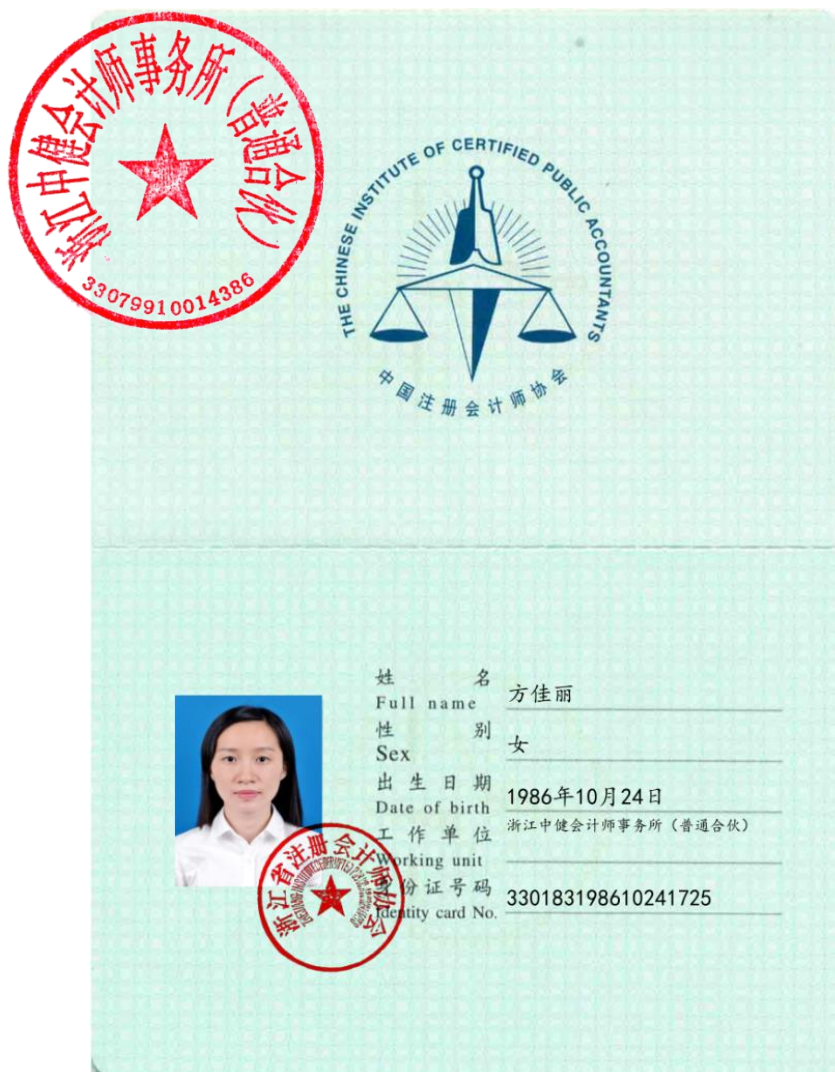 浙江中健会计师事务所（普通合伙）
33079910014386
THE CHINESE INSTITUTE OF CERTIFIED PUBLIC ACCOUNTANTS
中国注册会计师协会
姓 名 方佳丽
Full name
性 别 女
Sex
出生日期 1986年10月24日
Date of birth
工作单位 浙江中健会计师事务所（普通合伙）
Working unit
身份证号码 330183198610241725
Identity card No.
浙江省注册会计师协会